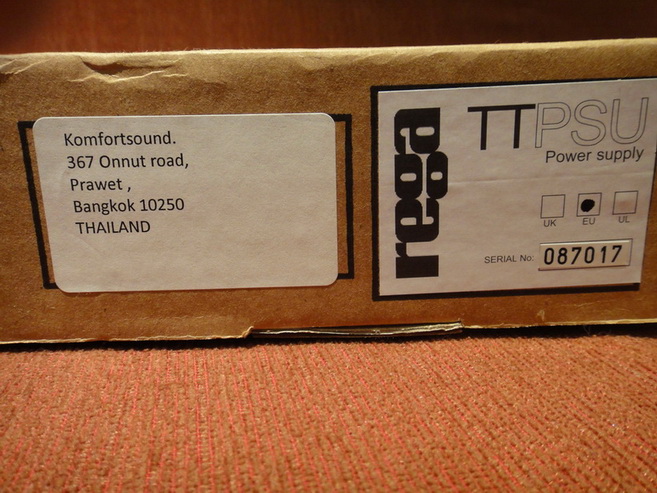 Komfortsound.
367 Onnut road,
Prawet ,
Bangkok 10250
THAILAND
rega
TTPSU
Power supply
UK EU UL
SERIAL No: 087017